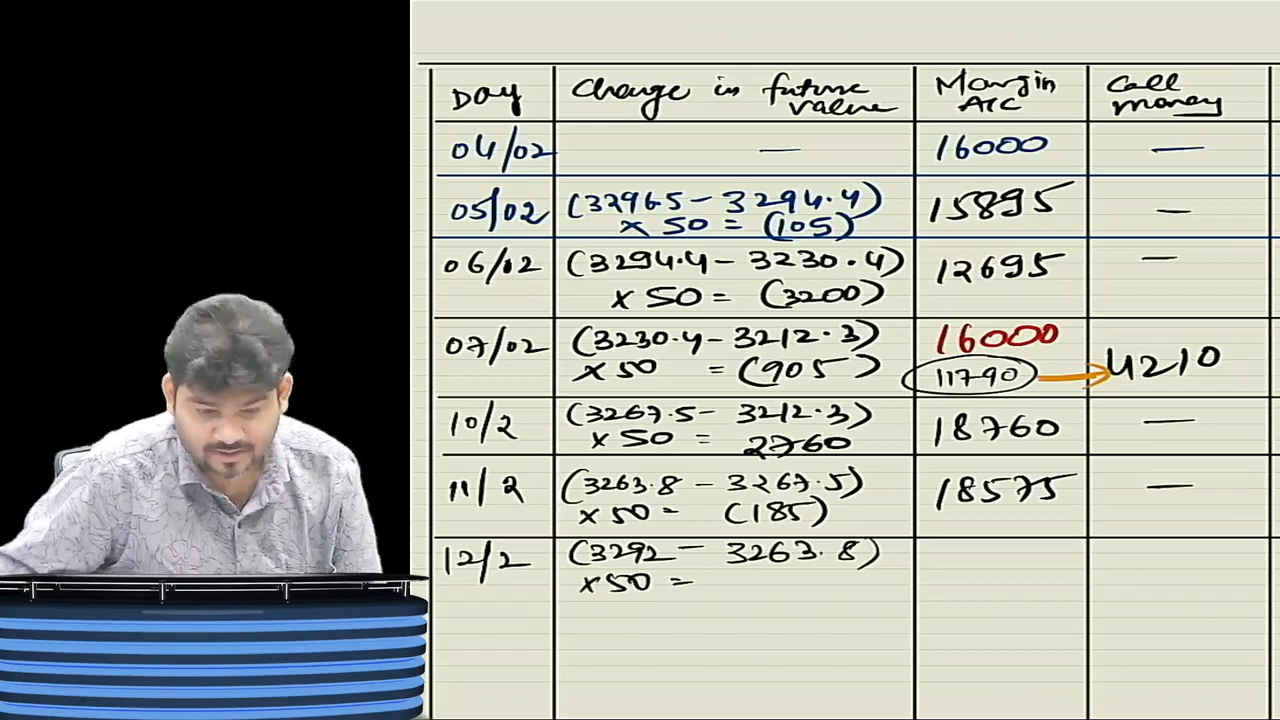 Day Change in future value Margin A/C Call money
04/02 — 16000 —
05/02 (3296.5 - 3294.4) 15895 —
x 50 = (105)
06/02 (3294.4 - 3230.4) 12695 —
x 50 = (3200)
07/02 (3230.4 - 3212.3) 16000 4210
x 50 = (905) 11790 →
10/2 (3267.5 - 3212.3) 18760 —
x 50 = 2760
11/2 (3263.8 - 3267.5) 18575 —
x 50 = (185)
12/2 (3292 - 3263.8)
x 50 =